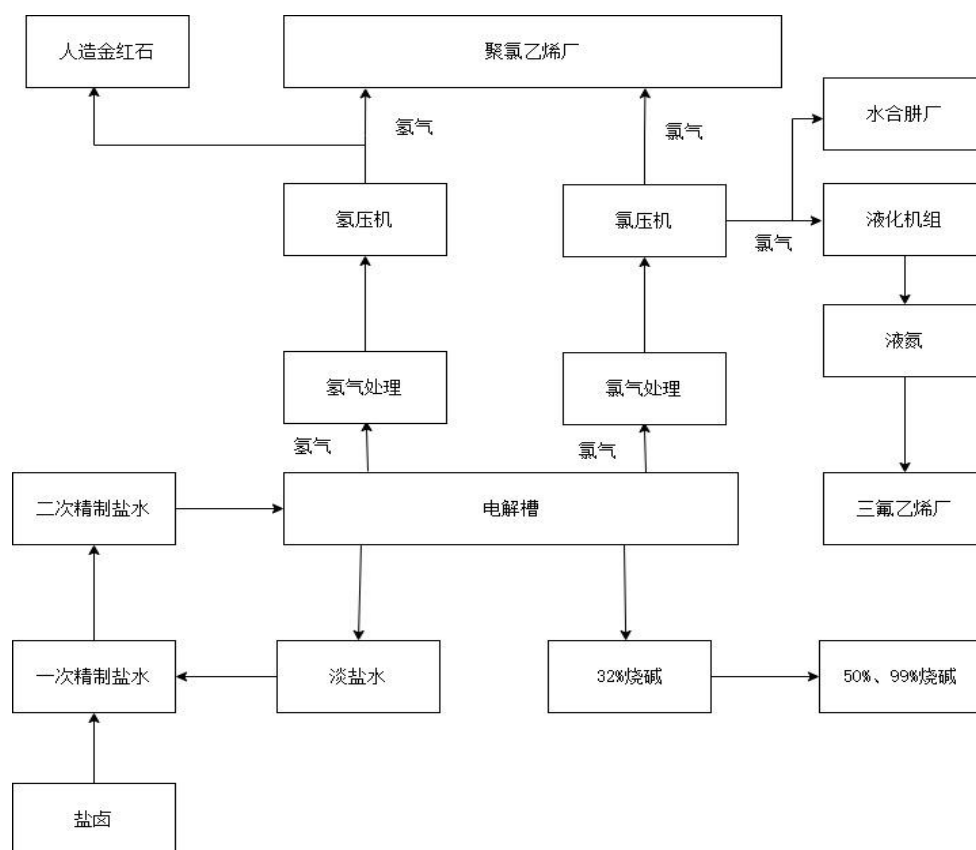 人造金红石
聚氯乙烯厂
氢气
氯气
水合肼厂
氢压机
氯压机
液化机组
氯气
液氮
氢气处理
氯气处理
氢气
氯气
二次精制盐水
电解槽
三氟乙烯厂
一次精制盐水
淡盐水
32%烧碱
50%、99%烧碱
盐卤